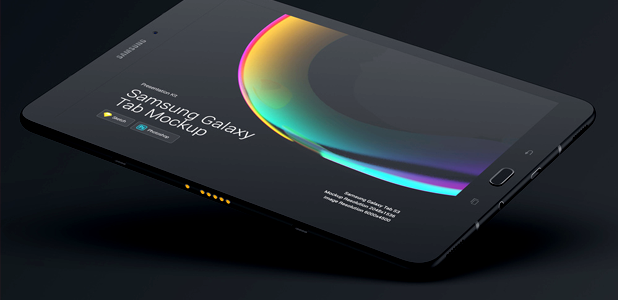 SAMSUNG
Presentation Kit
Samsung Galaxy
Tab Mockup
Sketch
Photoshop
Samsung Galaxy Tab S3
Mockup Resolution 2048x1536
Image Resolution 6000x4500